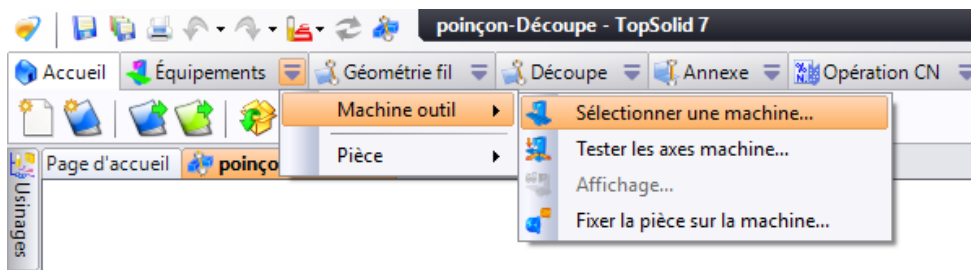 poinçon-Découpe - TopSolid 7
Accueil Équipements Géométrie fil Découpe Annexe Opération CN
Machine outil
Sélectionner une machine...
Page d'accueil poinço
Pièce
Tester les axes machine...
Affichage...
Fixer la pièce sur la machine...
Usinages